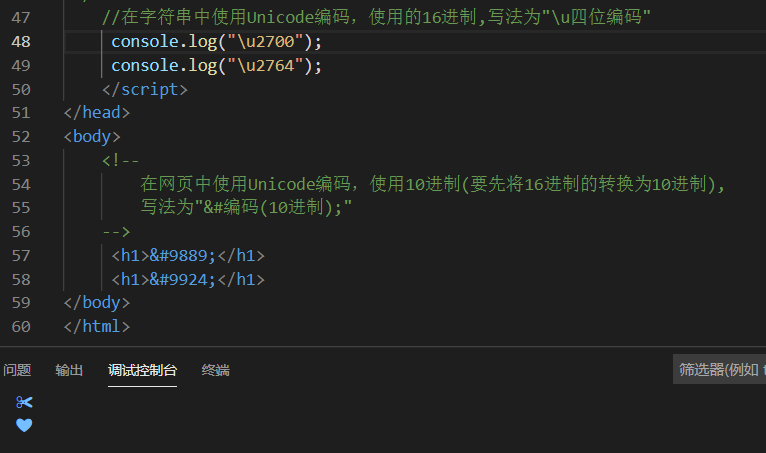 47 //在字符串中使用Unicode编码，使用的16进制,写法为"\u四位编码"
48 console.log("\u2700");
49 console.log("\u2764");
50 </script>
51 </head>
52 <body>
53 <!--
54 在网页中使用Unicode编码，使用10进制(要先将16进制的转换为10进制),
55 写法为"&#编码(10进制);"
56 -->
57 <h1>&#9889;</h1>
58 <h1>&#9924;</h1>
59 </body>
60 </html>
问题 输出 调试控制台 终端 筛选器(例如
✀
❤